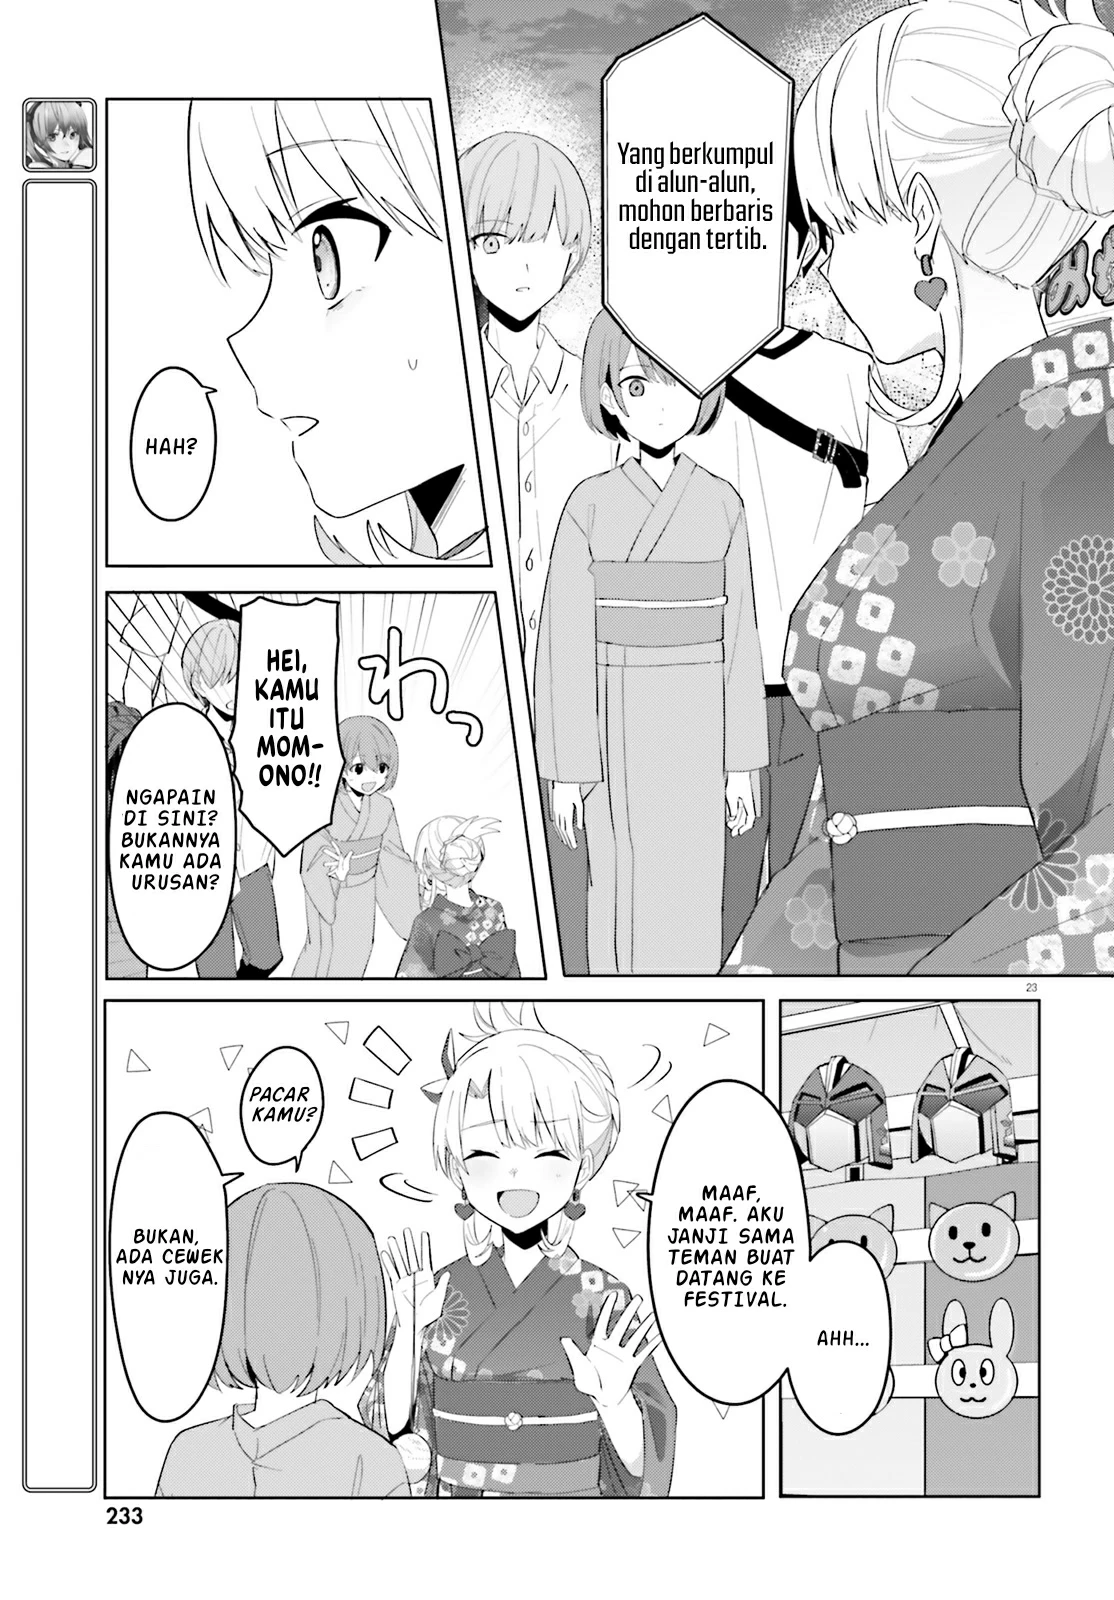 Yang berkumpul
di alun-alun,
mohon berbaris
dengan tertib.
みか
HAH?
HEI,
KAMU
ITU
MOM-
ONO!!
わっ
NGAPAIN
DI SINI?
BUKANNYA
KAMU ADA
URUSAN?
23
AHH...
MAAF,
MAAF. AKU
JANJI SAMA
TEMAN BUAT
DATANG KE
FESTIVAL.
PACAR
KAMU?
BUKAN,
ADA CEWEK
NYA JUGA.
233